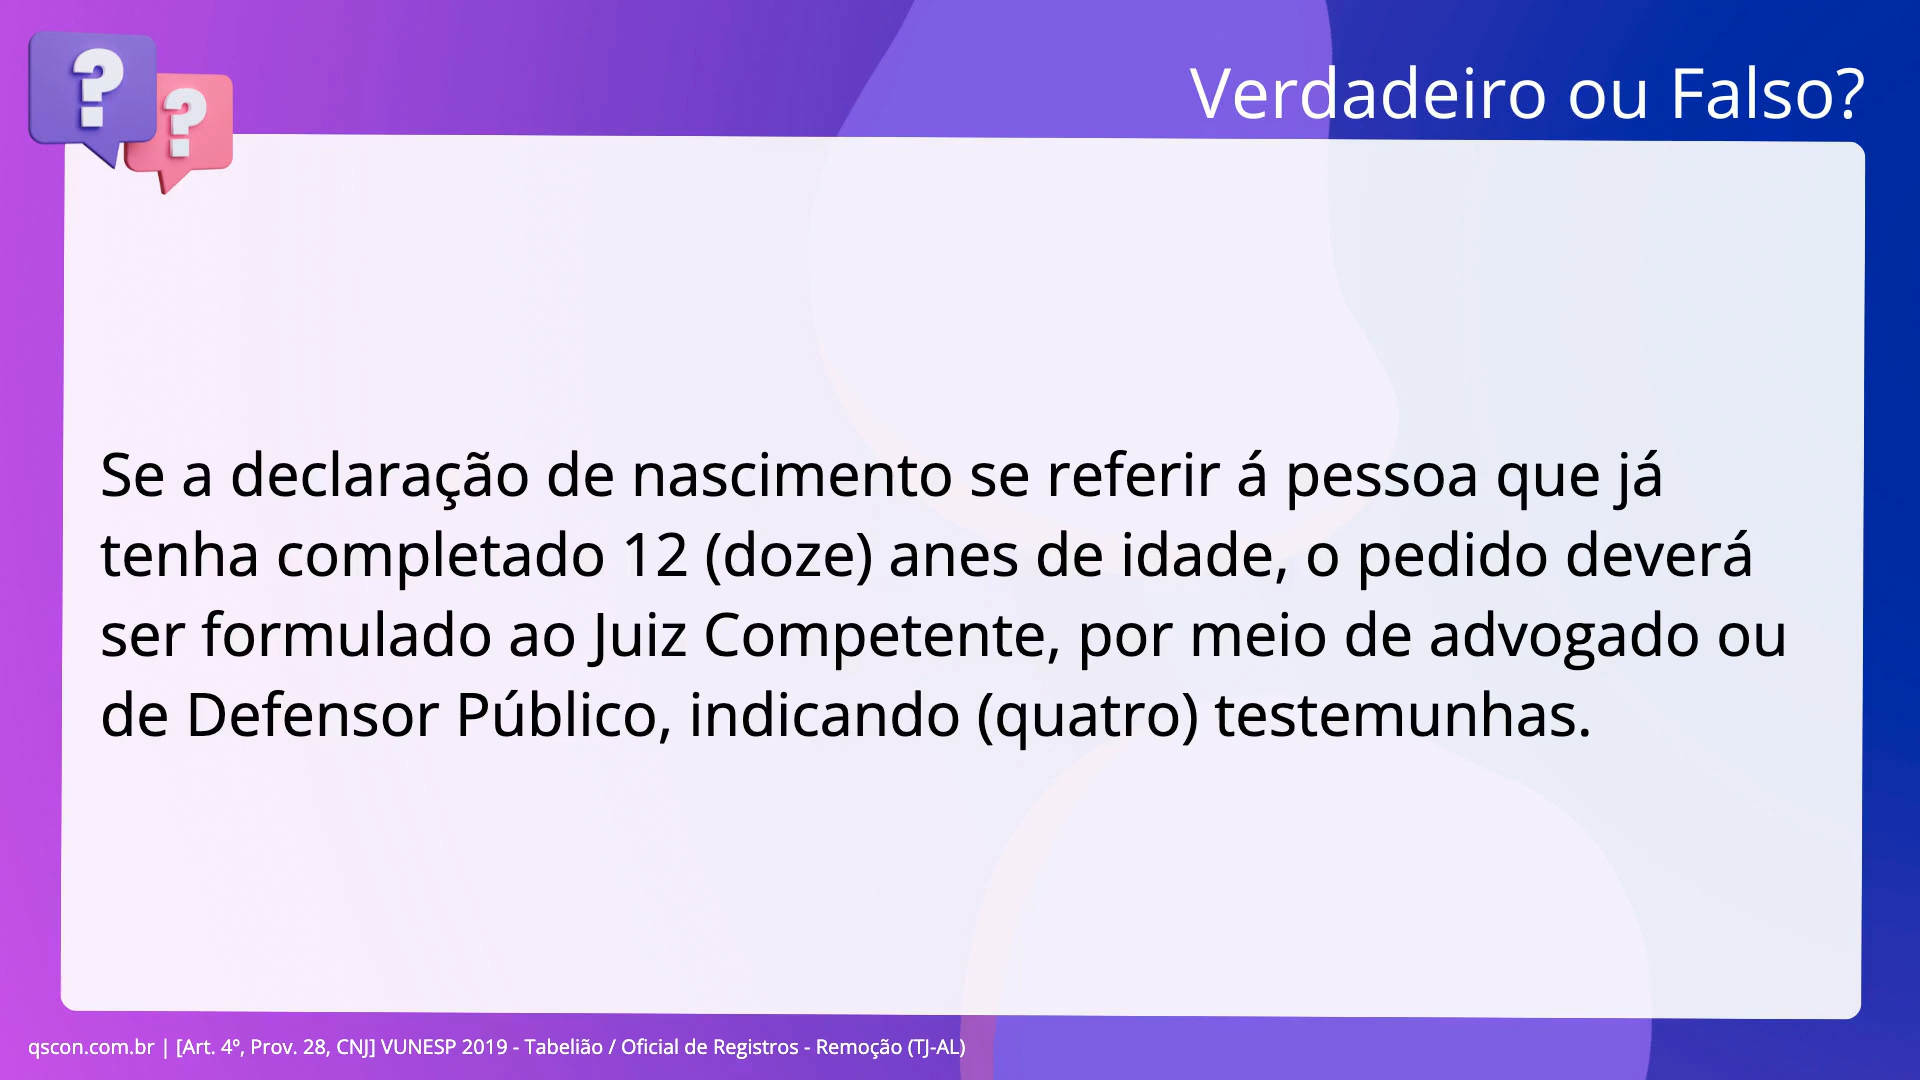 Verdadeiro ou Falso?
Se a declaração de nascimento se referir á pessoa que já
tenha completado 12 (doze) anes de idade, o pedido deverá
ser formulado ao Juiz Competente, por meio de advogado ou
de Defensor Público, indicando (quatro) testemunhas.
qscon.com.br | [Art. 4º, Prov. 28, CNJ] VUNESP 2019 - Tabelião / Oficial de Registros - Remoção (TJ-AL)